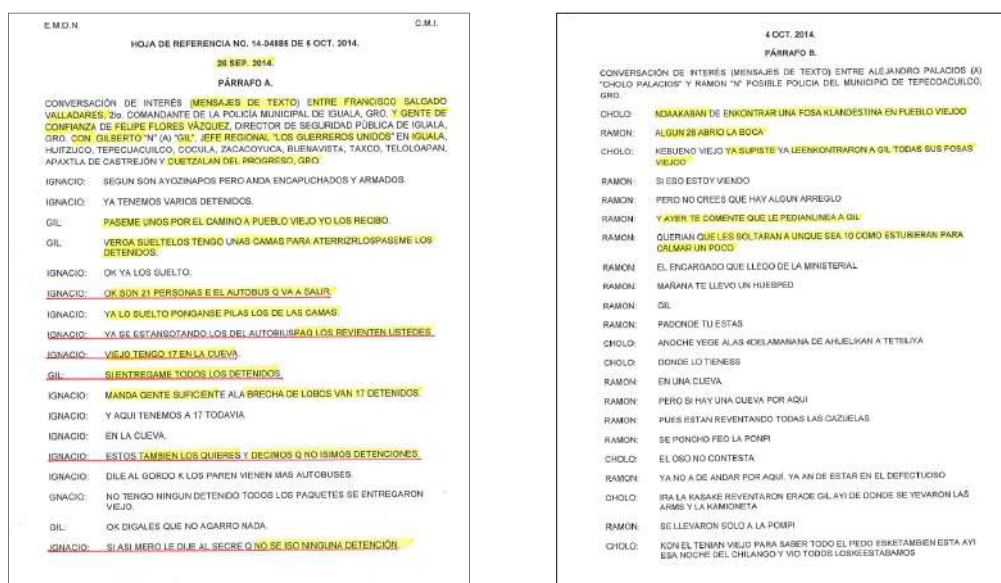 E.M.D.N.
C.M.I.
HOJA DE REFERENCIA NO. 14-04885 DE 5 OCT. 2014.
26 SEP. 2014.
PÁRRAFO A.
CONVERSACIÓN DE INTERÉS (MENSAJES DE TEXTO) ENTRE FRANCISCO SALGADO
VALLADARES, 2/o. COMANDANTE DE LA POLICÍA MUNICIPAL DE IGUALA, GRO. Y GENTE DE
CONFIANZA DE FELIPE FLORES VÁZQUEZ, DIRECTOR DE SEGURIDAD PÚBLICA DE IGUALA,
GRO. CON GILBERTO "N" (A) "GIL", JEFE REGIONAL "LOS GUERREROS UNIDOS" EN IGUALA,
HUITZUCO, TEPECUACUILCO, COCULA, ZACACOYUCA, BUENAVISTA, TAXCO, TELOLOAPAN,
APAXTLA DE CASTREJÓN Y CUETZALAN DEL PROGRESO, GRO.
IGNACIO: SEGUN SON AYOZINAPOS PERO ANDA ENCAPUCHADOS Y ARMADOS.
IGNACIO: YA TENEMOS VARIOS DETENIDOS.
GIL: PASEME UNOS POR EL CAMINO A PUEBLO VIEJO YO LOS RECIBO.
GIL VERGA SUELTELOS TENGO UNAS CAMAS PARA ATERRIZRLOSPASEME LOS
DETENIDOS.
IGNACIO: OK YA LOS SUELTO.
IGNACIO: OK SON 21 PERSONAS E EL AUTOBUS Q VA A SALIR.
IGNACIO: YA LO SUELTO PONGANSE PILAS LOS DE LAS CAMAS.
IGNACIO: YA SE ESTANSOTANDO LOS DEL AUTOBIUSPAQ LOS REVIENTEN USTEDES.
IGNACIO: VIEJO TENGO 17 EN LA CUEVA.
GIL: SI ENTREGAME TODOS LOS DETENIDOS.
IGNACIO: MANDA GENTE SUFICIENTE ALA BRECHA DE LOBOS VAN 17 DETENIDOS.
IGNACIO: Y AQUI TENEMOS A 17 TODAVIA.
IGNACIO: EN LA CUEVA.
IGNACIO: ESTOS TAMBIEN LOS QUIERES Y DECIMOS Q NO ISIMOS DETENCIONES.
IGNACIO: DILE AL GORDO K LOS PAREN VIENEN MAS AUTOBUSES.
GNACIO: NO TENGO NINGUN DETENIDO TODOS LOS PAQUETES SE ENTREGARON
VIEJO.
GIL: OK DIGALES QUE NO AGARRO NADA.
IGNACIO: SI ASI MERO LE DIJE AL SECRE Q NO SE ISO NINGUNA DETENCIÓN.
4 OCT. 2014.
PÁRRAFO B.
CONVERSACIÓN DE INTERÉS (MENSAJES DE TEXTO) ENTRE ALEJANDRO PALACIOS (A)
"CHOLO PALACIOS" Y RAMON "N" POSIBLE POLICIA DEL MUNICIPIO DE TEPECOACUILCO,
GRO.
CHOLO: NDAAKABAN DE ENKONTRAR UNA FOSA KLANDESTINA EN PUEBLO VIEJOO
RAMON: ALGUN 28 ABRIO LA BOCA
CHOLO: KEBUENO VIEJO YA SUPISTE YA LEENKONTRARON A GIL TODAS SUS FOSAS
VIEJOO
RAMON: SI ESO ESTOY VIENDO
RAMON: PERO NO CREES QUE HAY ALGUN ARREGLO
RAMON: Y AYER TE COMENTE QUE LE PEDIANLINEA A GIL
RAMON: QUERIAN QUE LES SOLTARAN A UNQUE SEA 10 COMO ESTUBIERAN PARA
CALMAR UN POCO
RAMON: EL ENCARGADO QUE LLEGO DE LA MINISTERIAL
RAMON: MAÑANA TE LLEVO UN HUESPED
RAMON: GIL
RAMON: PADONDE TU ESTAS
CHOLO: ANOCHE YEGE ALAS 4DELAMANANA DE AHUELIKAN A TETILIYA
CHOLO: DONDE LO TIENESS
RAMON: EN UNA CUEVA
RAMON: PERO SI HAY UNA CUEVA POR AQUI
RAMON: PUES ESTAN REVENTANDO TODAS LAS CAZUELAS
RAMON: SE PONCHO FEO LA PONPI
CHOLO: EL OSO NO CONTESTA
RAMON: YA NO A DE ANDAR POR AQUÍ. YA AN DE ESTAR EN EL DEFECTUOSO
CHOLO: IRA LA KASAKE REVENTARON ERADE GIL AYI DE DONDE SE YEVARON LAS
ARMS Y LA KAMIONETA
RAMON: SE LLEVARON SOLO A LA POMPI
CHOLO: KON EL TENIAN VIEJO PARA SABER TODO EL PEDO ESKETAMBIEN ESTA AYI
ESA NOCHE DEL CHILANGO Y VIO TODOS LOSKEESTABAMOS